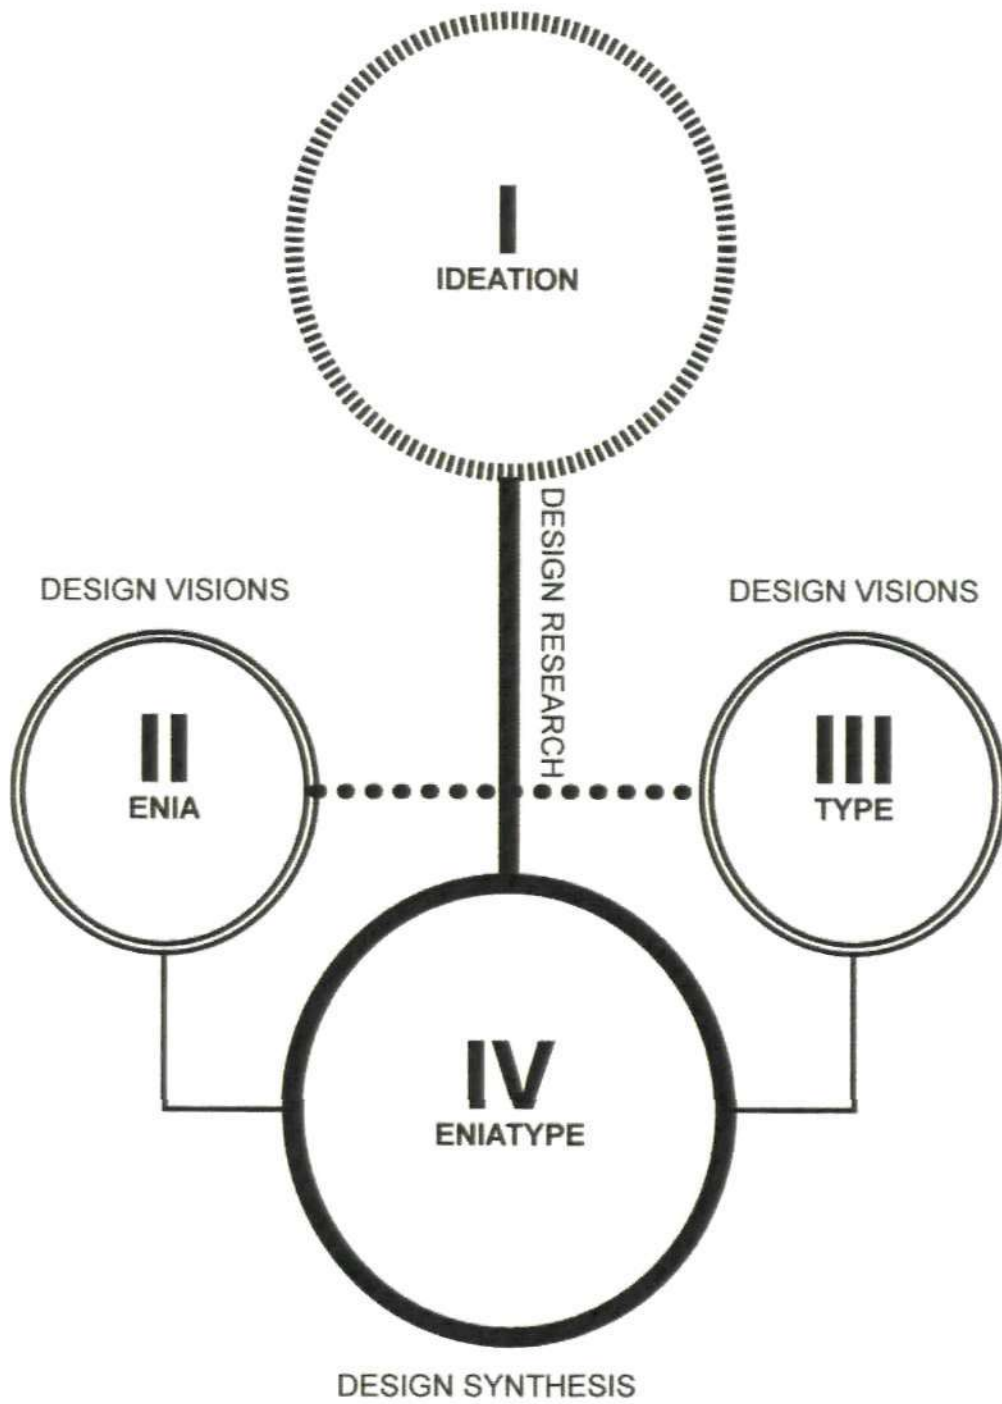 I
IDEATION
DESIGN RESEARCH
DESIGN VISIONS
II
ENIA
DESIGN VISIONS
III
TYPE
IV
ENIATYPE
DESIGN SYNTHESIS